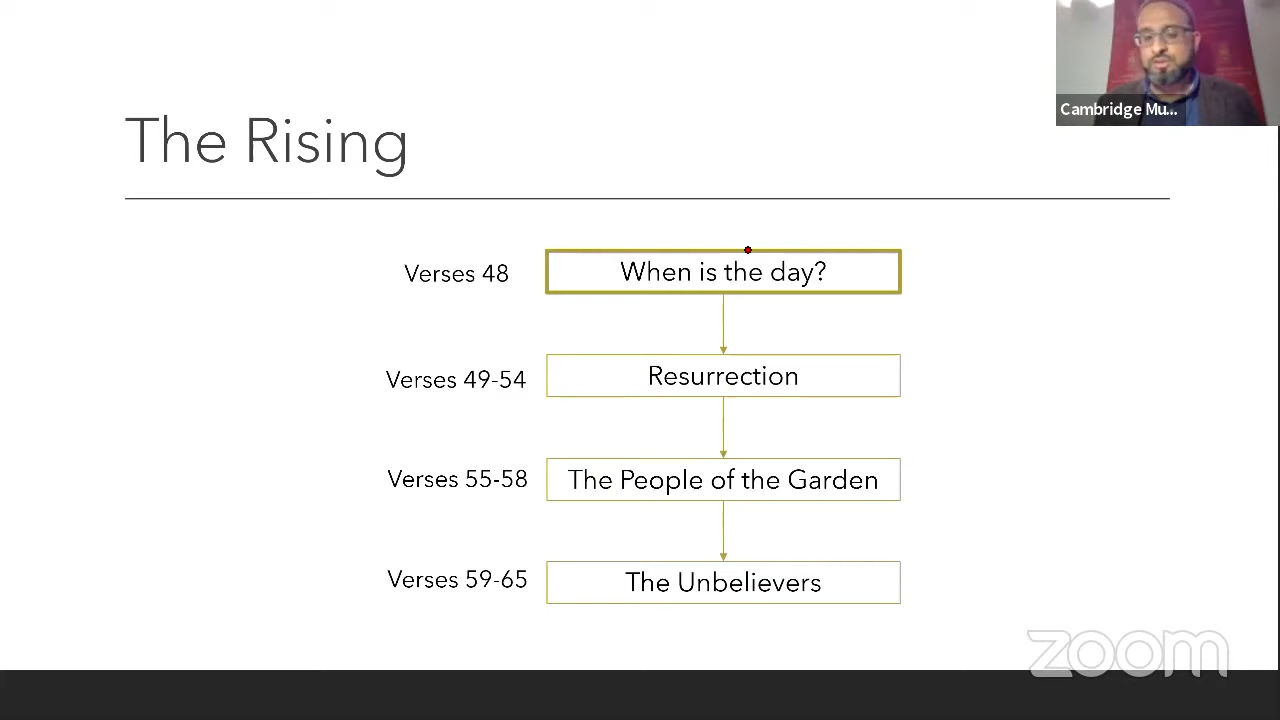 Cambridge Mu...
The Rising
Verses 48
When is the day?
Verses 49-54
Resurrection
Verses 55-58
The People of the Garden
Verses 59-65
The Unbelievers
zoom